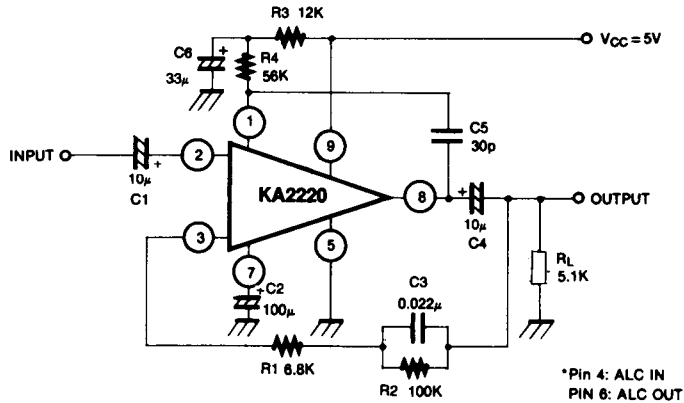 R3 12K
C6
33μ
R4
56K
VCC = 5V
1
9
C5
30p
INPUT
2
10μ
C1
KA2220
8
10μ
C4
OUTPUT
3
7
5
C2
100μ
C3
0.022μ
RL
5.1K
R1 6.8K
R2 100K
*Pin 4: ALC IN
PIN 6: ALC OUT